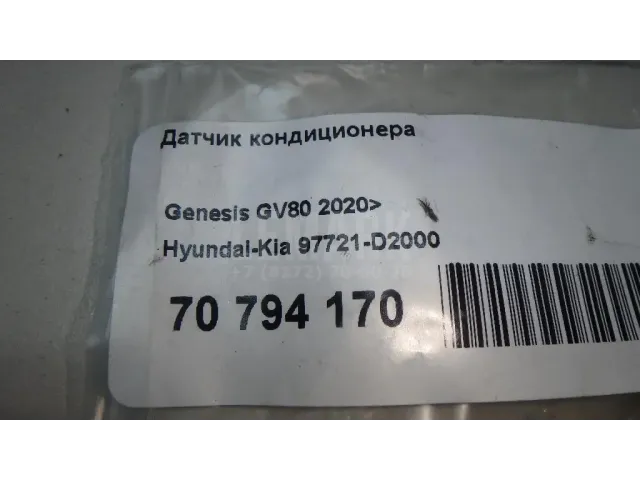 Датчик кондиционера
Genesis GV80 2020>
Hyundai-Kia 97721-D2000
70 794 170